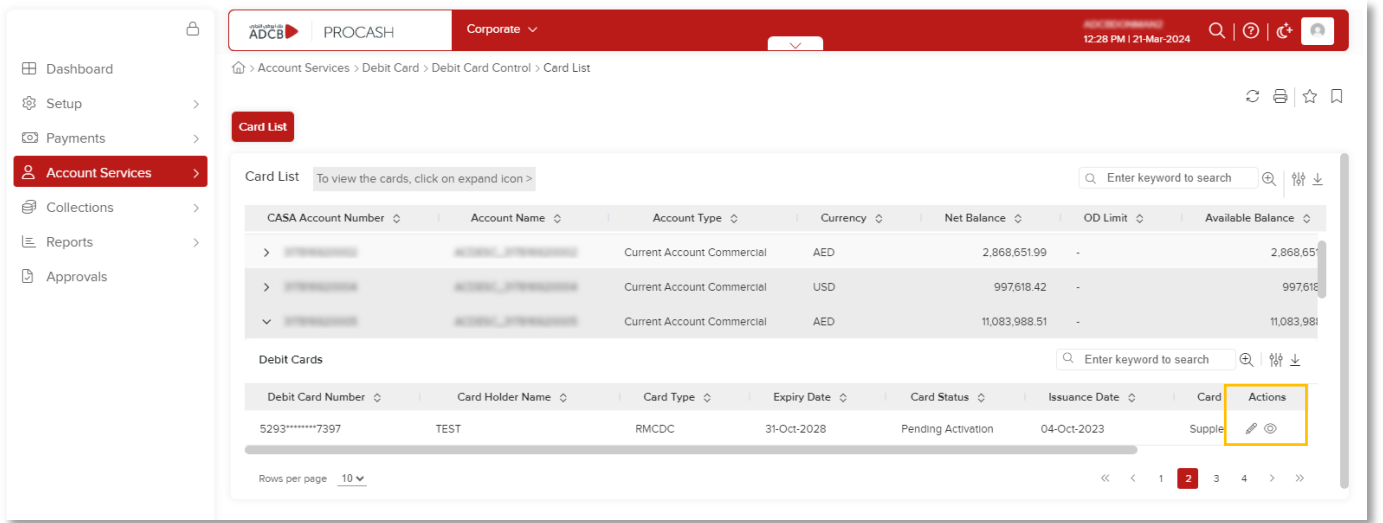 ADCB PROCASH Corporate
12:28 PM | 21-Mar-2024
Dashboard
Setup
Payments
Account Services
Collections
Reports
Approvals
> Account Services > Debit Card > Debit Card Control > Card List
Card List
Card List To view the cards, click on expand icon > Enter keyword to search
CASA Account Number Account Name Account Type Currency Net Balance OD Limit Available Balance
Current Account Commercial AED 2,868,651.99 - 2,868,651
Current Account Commercial USD 997,618.42 - 997,618
Current Account Commercial AED 11,083,988.51 - 11,083,988
Debit Cards Enter keyword to search
Debit Card Number Card Holder Name Card Type Expiry Date Card Status Issuance Date Card Actions
5293********7397 TEST RMCDC 31-Oct-2028 Pending Activation 04-Oct-2023 Supple
Rows per page 10 << < 1 2 3 4 > >>